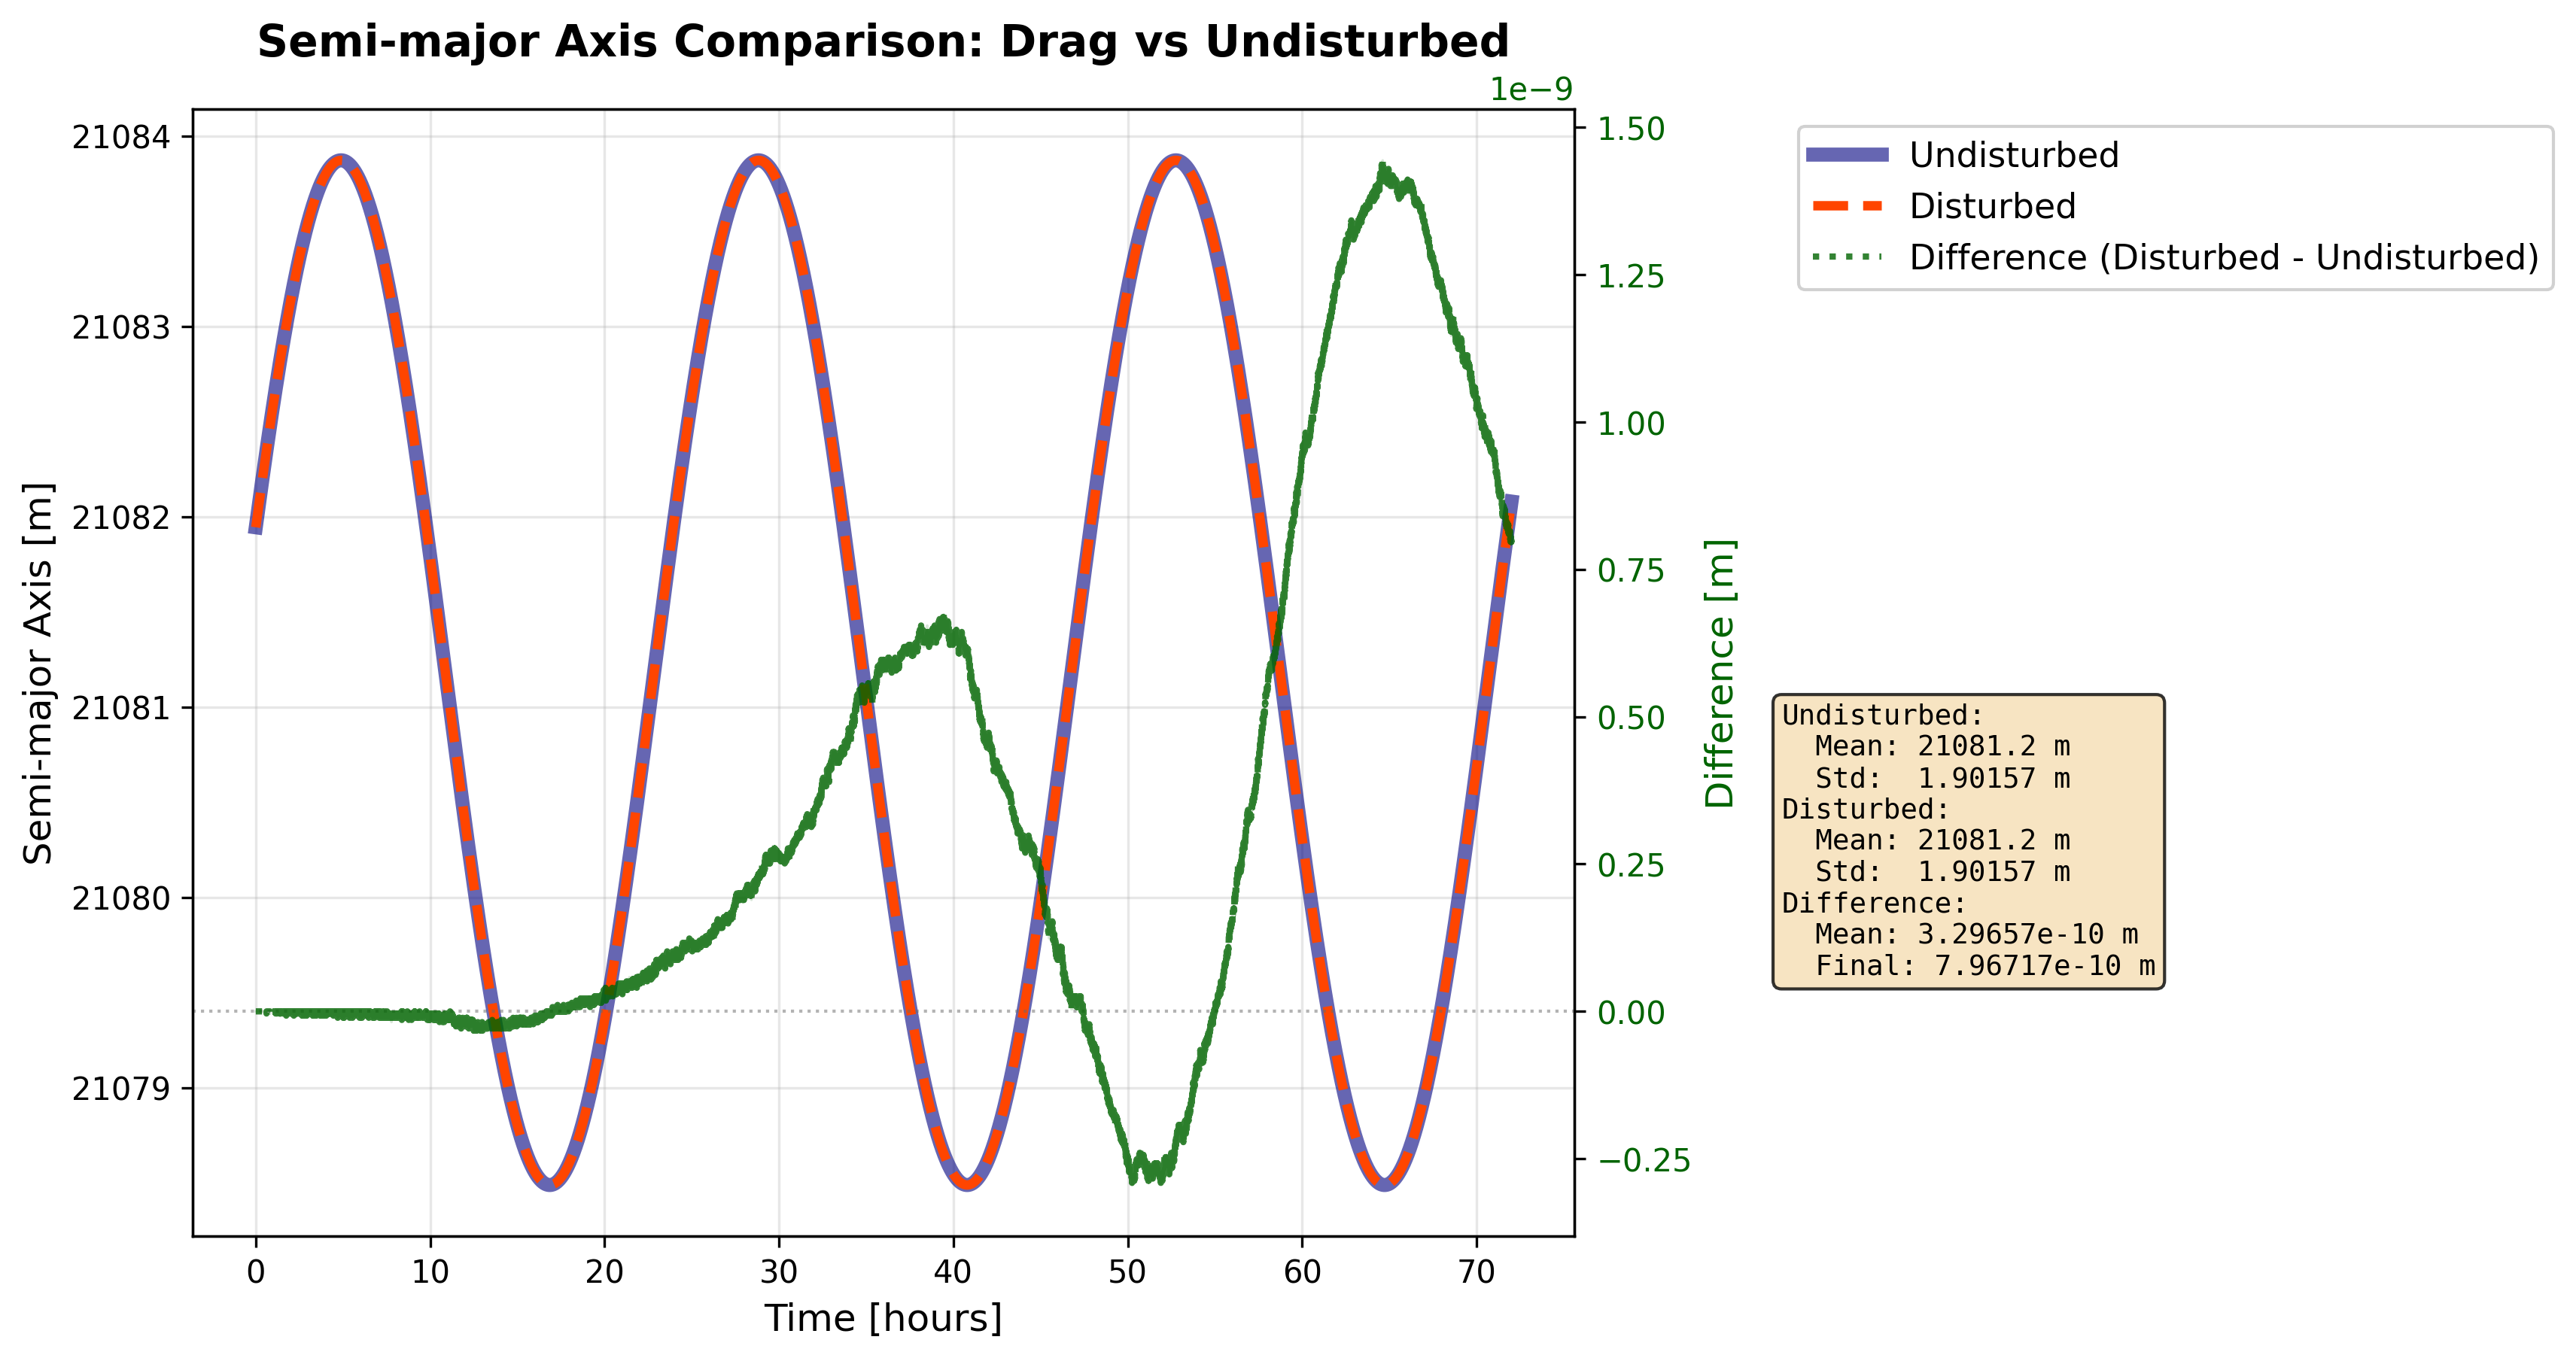 Semi-major Axis Comparison: Drag vs Undisturbed
1e−9
21084
21083
21082
21081
21080
21079
Semi-major Axis [m]
0
10
20
30
40
50
60
70
Time [hours]
1.50
1.25
1.00
0.75
0.50
0.25
0.00
−0.25
Difference [m]
Undisturbed
Disturbed
Difference (Disturbed - Undisturbed)
Undisturbed:
Mean: 21081.2 m
Std:  1.90157 m
Disturbed:
Mean: 21081.2 m
Std:  1.90157 m
Difference:
Mean: 3.29657e-10 m
Final: 7.96717e-10 m